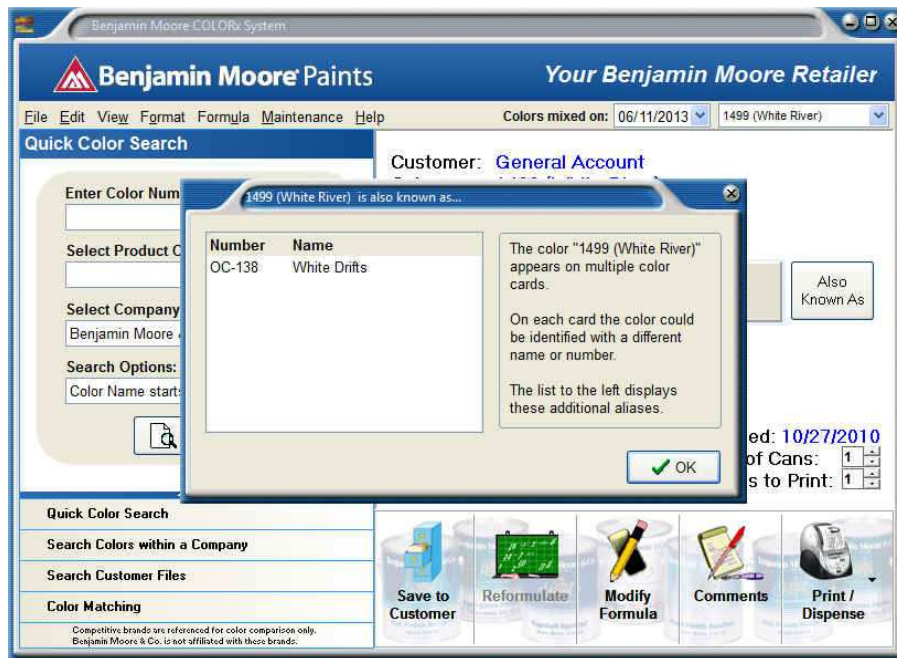 Benjamin Moore COLORx System
Benjamin Moore® Paints
Your Benjamin Moore Retailer
File Edit View Format Formula Maintenance Help
Colors mixed on: 06/11/2013 1499 (White River)
Quick Color Search
Customer: General Account
Enter Color Num
1499 (White River) is also known as...
Select Product C
Number Name
OC-138 White Drifts
The color "1499 (White River)"
appears on multiple color
cards.
On each card the color could
be identified with a different
name or number.
The list to the left displays
these additional aliases.
Also
Known As
Select Company
Benjamin Moore &
Search Options:
Color Name starts
OK
ed: 10/27/2010
of Cans: 1
s to Print: 1
Quick Color Search
Search Colors within a Company
Search Customer Files
Color Matching
Competitive brands are referenced for color comparison only.
Benjamin Moore & Co. is not affiliated with these brands.
Save to
Customer
Reformulate
Modify
Formula
Comments
Print /
Dispense